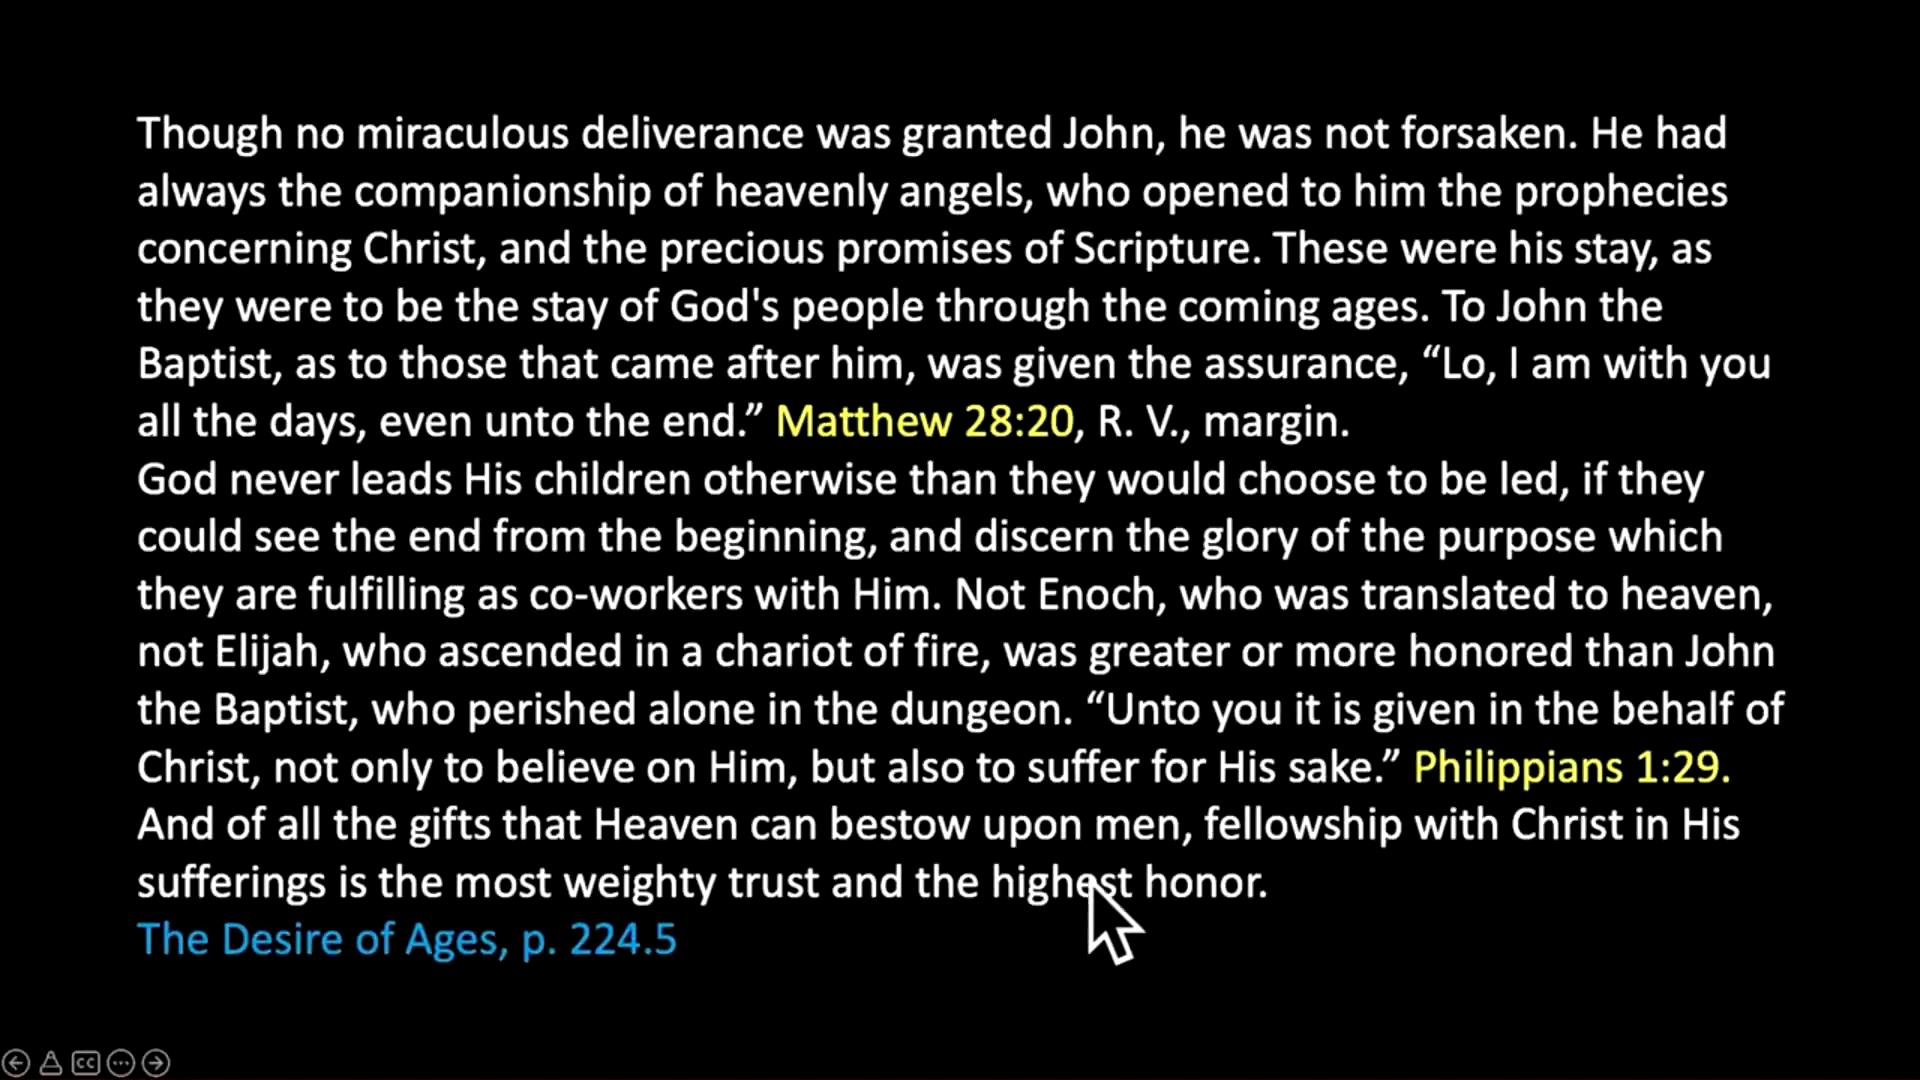 Though no miraculous deliverance was granted John, he was not forsaken. He had
always the companionship of heavenly angels, who opened to him the prophecies
concerning Christ, and the precious promises of Scripture. These were his stay, as
they were to be the stay of God's people through the coming ages. To John the
Baptist, as to those that came after him, was given the assurance, “Lo, I am with you
all the days, even unto the end.” Matthew 28:20, R. V., margin.
God never leads His children otherwise than they would choose to be led, if they
could see the end from the beginning, and discern the glory of the purpose which
they are fulfilling as co-workers with Him. Not Enoch, who was translated to heaven,
not Elijah, who ascended in a chariot of fire, was greater or more honored than John
the Baptist, who perished alone in the dungeon. “Unto you it is given in the behalf of
Christ, not only to believe on Him, but also to suffer for His sake.” Philippians 1:29.
And of all the gifts that Heaven can bestow upon men, fellowship with Christ in His
sufferings is the most weighty trust and the highest honor.
The Desire of Ages, p. 224.5
CC